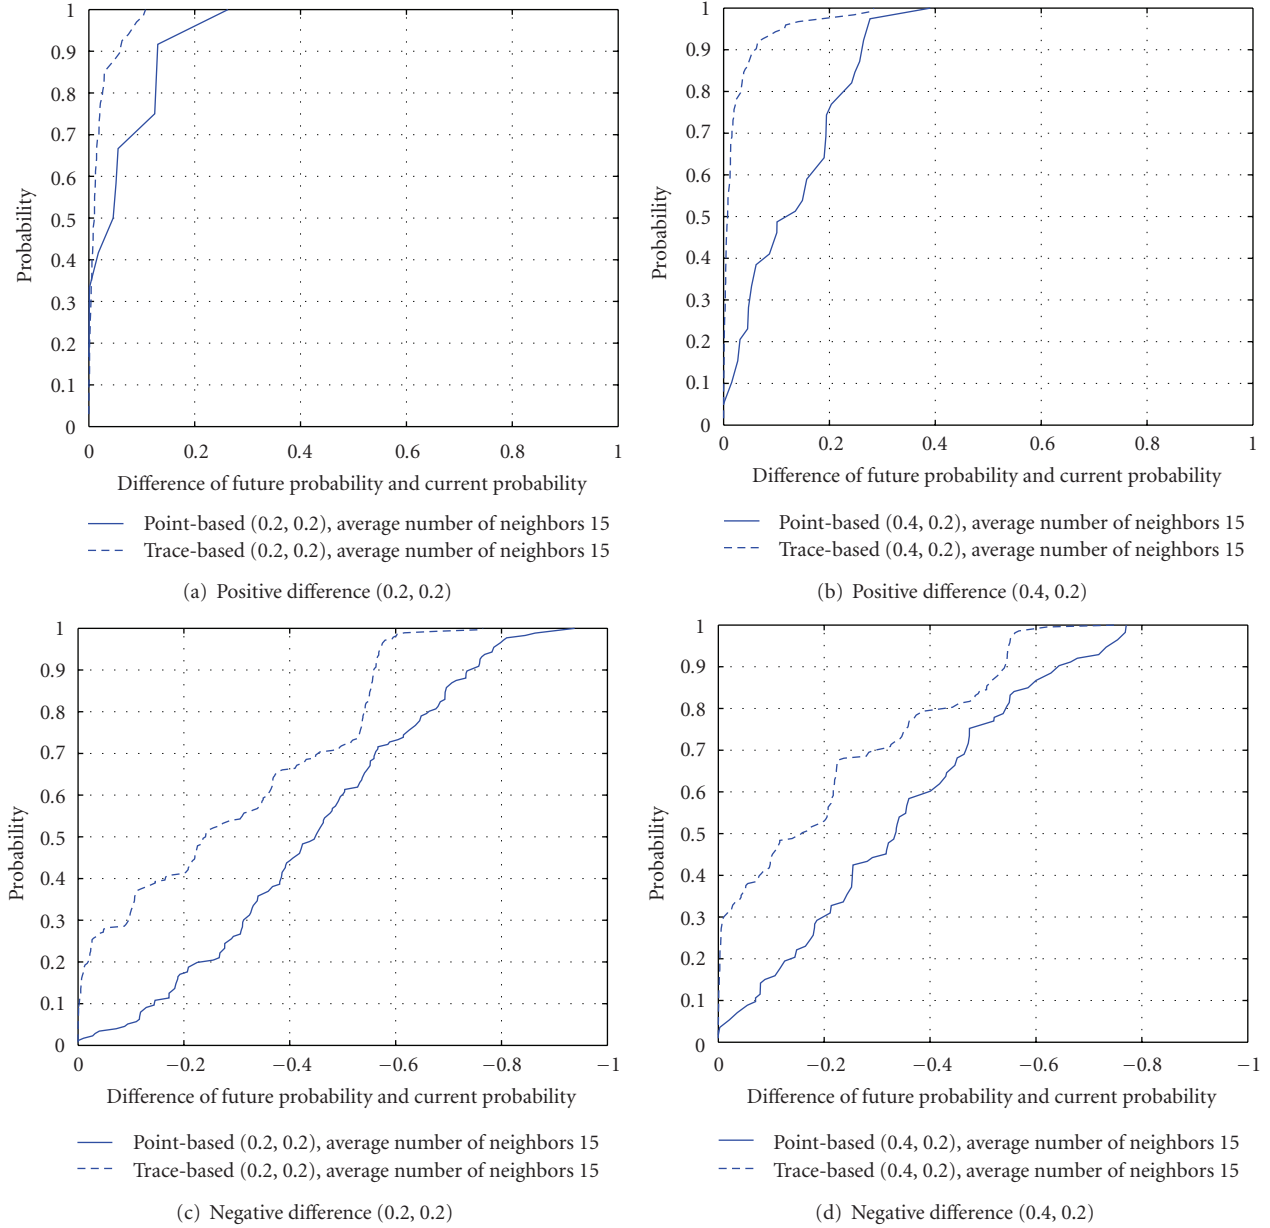 1
0.9
0.8
0.7
0.6
0.5
0.4
0.3
0.2
0.1
0
Probability
0 0.2 0.4 0.6 0.8 1
Difference of future probability and current probability
Point-based (0.2, 0.2), average number of neighbors 15
Trace-based (0.2, 0.2), average number of neighbors 15
(a) Positive difference (0.2, 0.2)
1
0.9
0.8
0.7
0.6
0.5
0.4
0.3
0.2
0.1
0
Probability
0 0.2 0.4 0.6 0.8 1
Difference of future probability and current probability
Point-based (0.4, 0.2), average number of neighbors 15
Trace-based (0.4, 0.2), average number of neighbors 15
(b) Positive difference (0.4, 0.2)
1
0.9
0.8
0.7
0.6
0.5
0.4
0.3
0.2
0.1
0
Probability
0 −0.2 −0.4 −0.6 −0.8 −1
Difference of future probability and current probability
Point-based (0.2, 0.2), average number of neighbors 15
Trace-based (0.2, 0.2), average number of neighbors 15
(c) Negative difference (0.2, 0.2)
1
0.9
0.8
0.7
0.6
0.5
0.4
0.3
0.2
0.1
0
Probability
0 −0.2 −0.4 −0.6 −0.8 −1
Difference of future probability and current probability
Point-based (0.4, 0.2), average number of neighbors 15
Trace-based (0.4, 0.2), average number of neighbors 15
(d) Negative difference (0.4, 0.2)